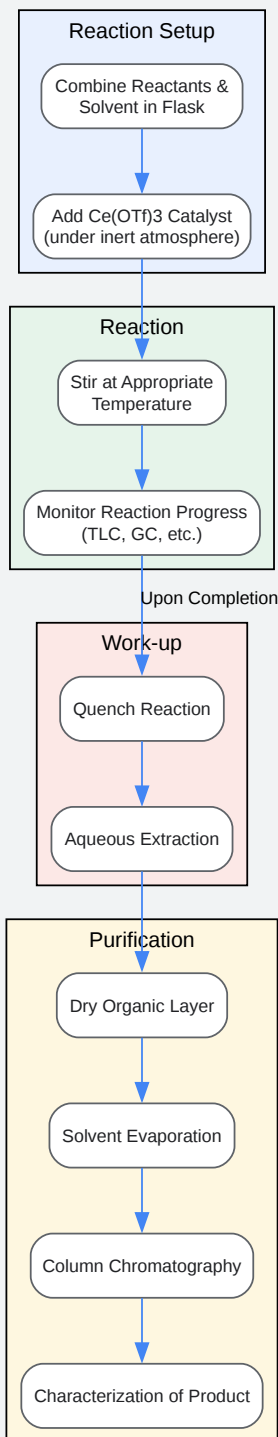 Reaction Setup
Combine Reactants &
Solvent in Flask
Add Ce(OTf)3 Catalyst
(under inert atmosphere)
Reaction
Stir at Appropriate
Temperature
Monitor Reaction Progress
(TLC, GC, etc.)
Upon Completion
Work-up
Quench Reaction
Aqueous Extraction
Purification
Dry Organic Layer
Solvent Evaporation
Column Chromatography
Characterization of Product